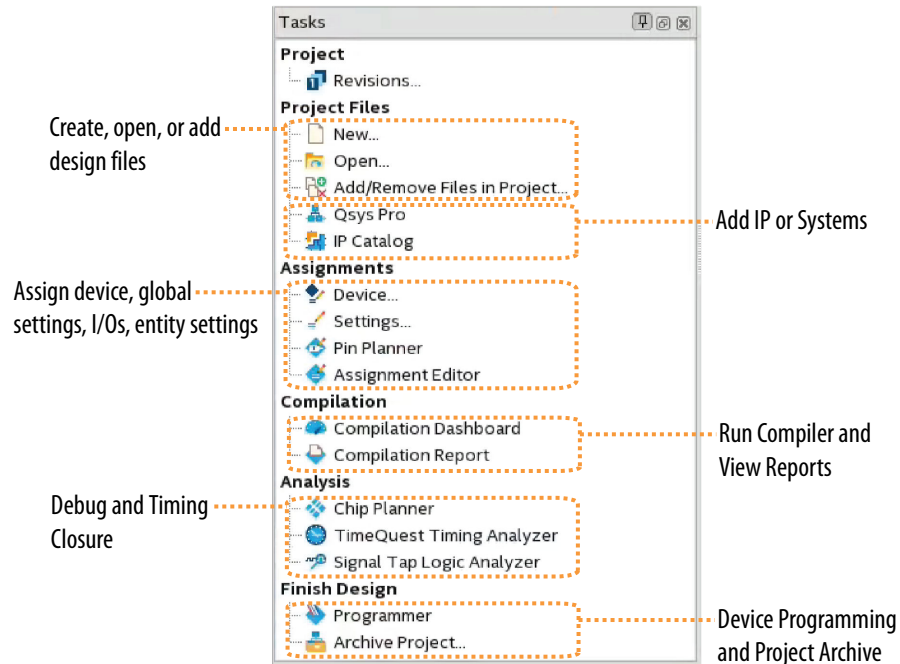 Tasks
Project
Revisions...
Project Files
New...
Open...
Add/Remove Files in Project...
Qsys Pro
IP Catalog
Assignments
Device...
Settings...
Pin Planner
Assignment Editor
Compilation
Compilation Dashboard
Compilation Report
Analysis
Chip Planner
TimeQuest Timing Analyzer
Signal Tap Logic Analyzer
Finish Design
Programmer
Archive Project...
Create, open, or add
design files
Add IP or Systems
Assign device, global
settings, I/Os, entity settings
Run Compiler and
View Reports
Debug and Timing
Closure
Device Programming
and Project Archive